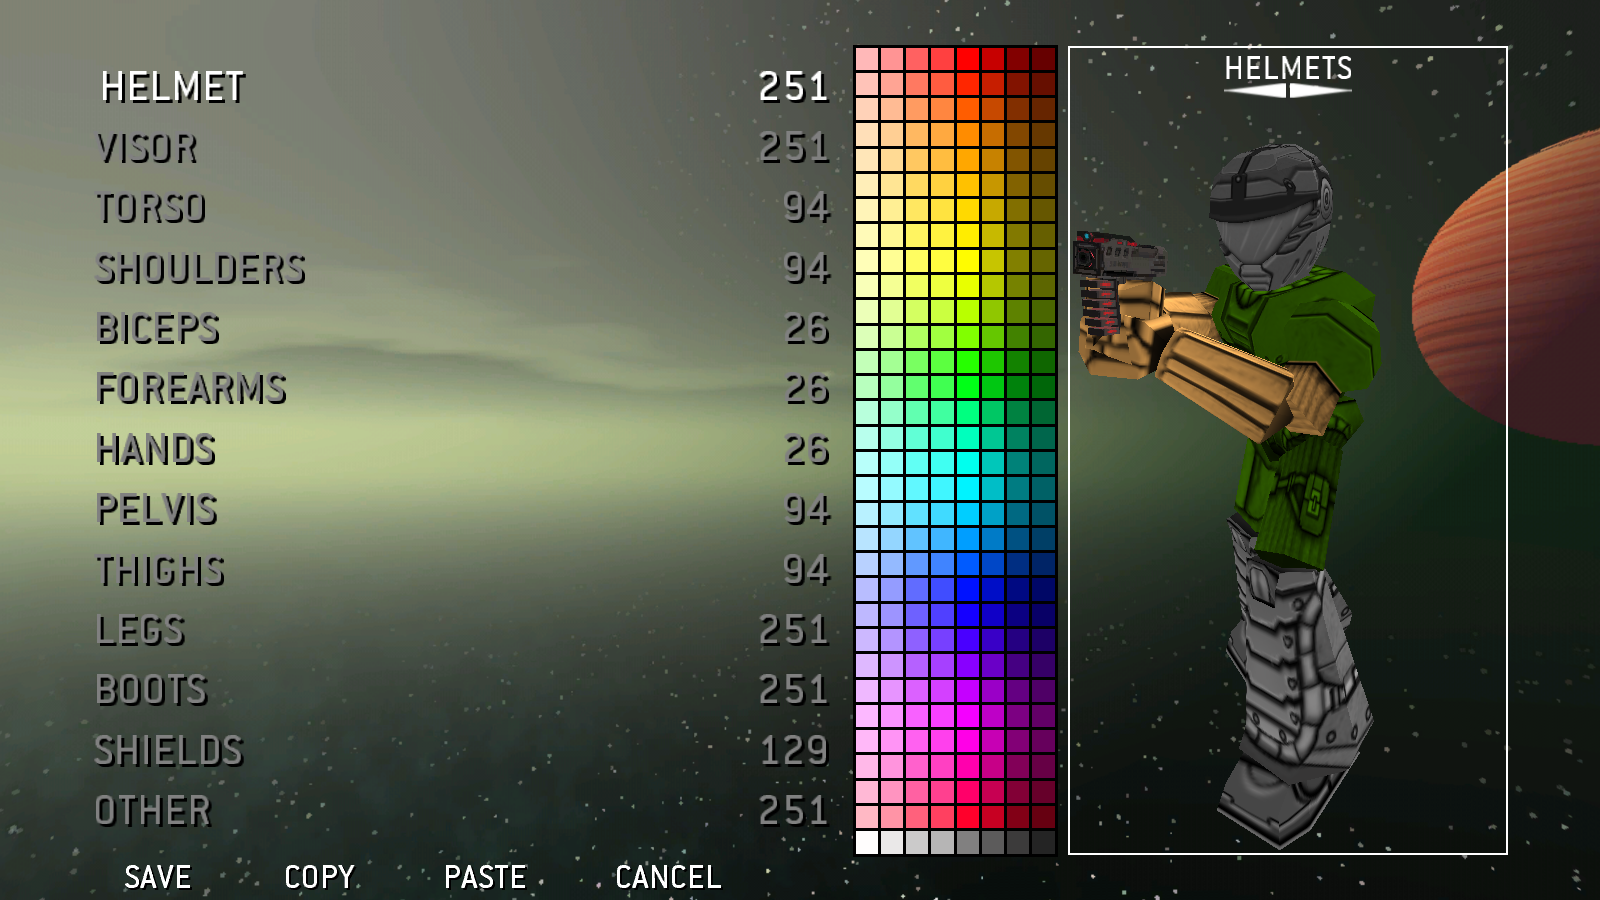 HELMET 251
VISOR 251
TORSO 94
SHOULDERS 94
BICEPS 26
FOREARMS 26
HANDS 26
PELVIS 94
THIGHS 94
LEGS 251
BOOTS 251
SHIELDS 129
OTHER 251
SAVE COPY PASTE CANCEL
HELMETS